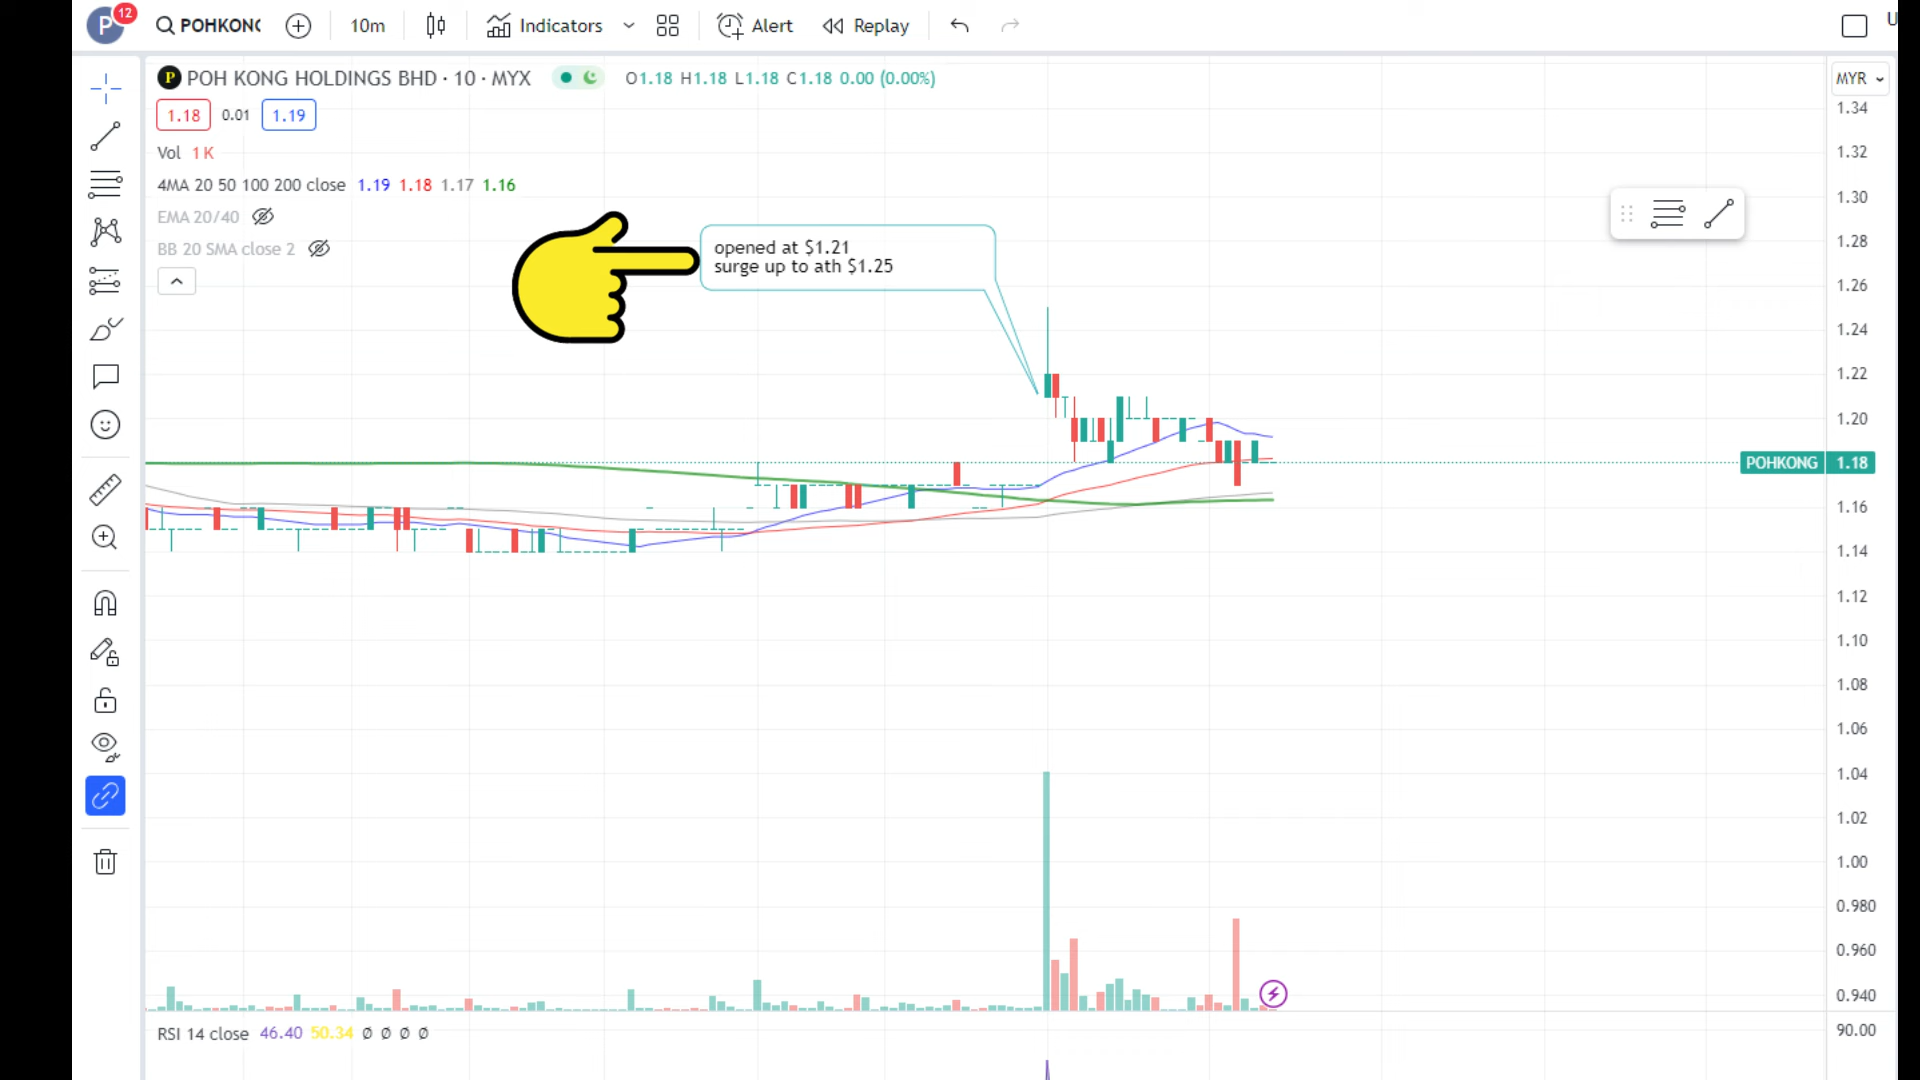 P
12
POHKONG
10m
Indicators
Alert
Replay
U
P
POH KONG HOLDINGS BHD · 10 · MYX
O1.18 H1.18 L1.18 C1.18 0.00 (0.00%)
MYR
1.18 0.01 1.19
Vol 1 K
4MA 20 50 100 200 close 1.19 1.18 1.17 1.16
EMA 20/40
BB 20 SMA close 2
opened at $1.21
surge up to ath $1.25
1.34
1.32
1.30
1.28
1.26
1.24
1.22
1.20
POHKONG 1.18
1.16
1.14
1.12
1.10
1.08
1.06
1.04
1.02
1.00
0.980
0.960
0.940
RSI 14 close 46.40 50.34 Ø Ø Ø Ø
90.00